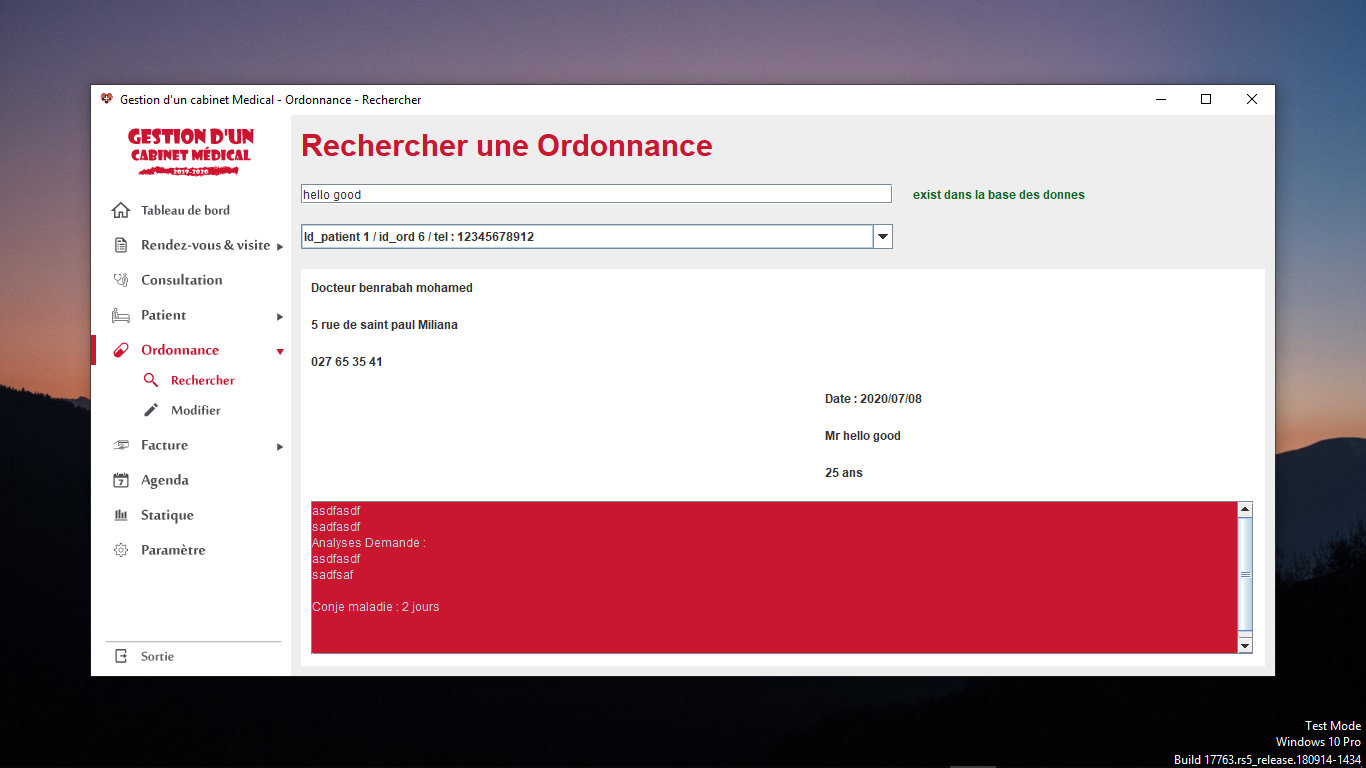 Gestion d'un cabinet Medical - Ordonnance - Rechercher
GESTION D'UN
CABINET MÉDICAL
2019-2020
Tableau de bord
Rendez-vous & visite
Consultation
Patient
Ordonnance
Rechercher
Modifier
Facture
Agenda
Statique
Paramètre
Sortie
Rechercher une Ordonnance
hello good
exist dans la base des donnes
Id_patient 1 / id_ord 6 / tel : 12345678912
Docteur benrabah mohamed
5 rue de saint paul Miliana
027 65 35 41
Date : 2020/07/08
Mr hello good
25 ans
asdfasdf
sadfasdf
Analyses Demande :
asdfasdf
sadfsaf
Conje maladie : 2 jours
Test Mode
Windows 10 Pro
Build 17763.rs5_release.180914-1434